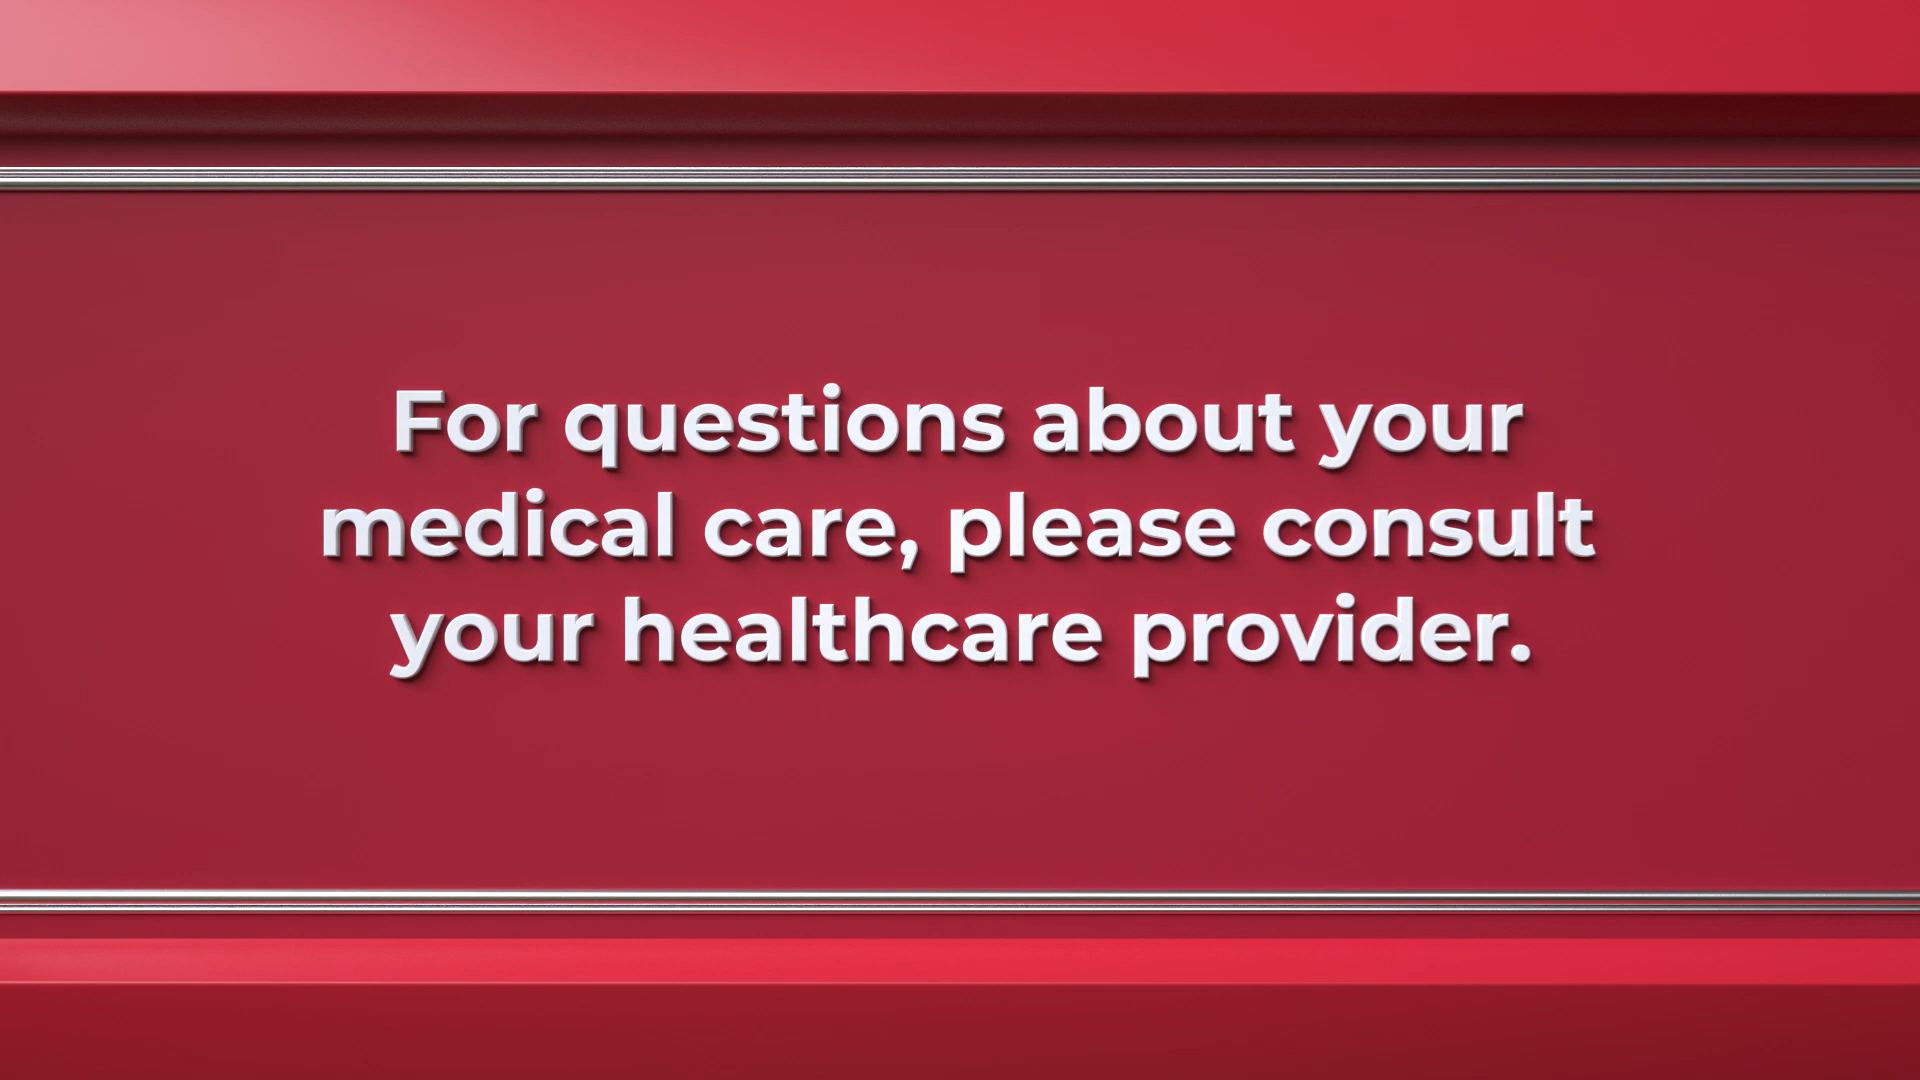 For questions about your
medical care, please consult
your healthcare provider.